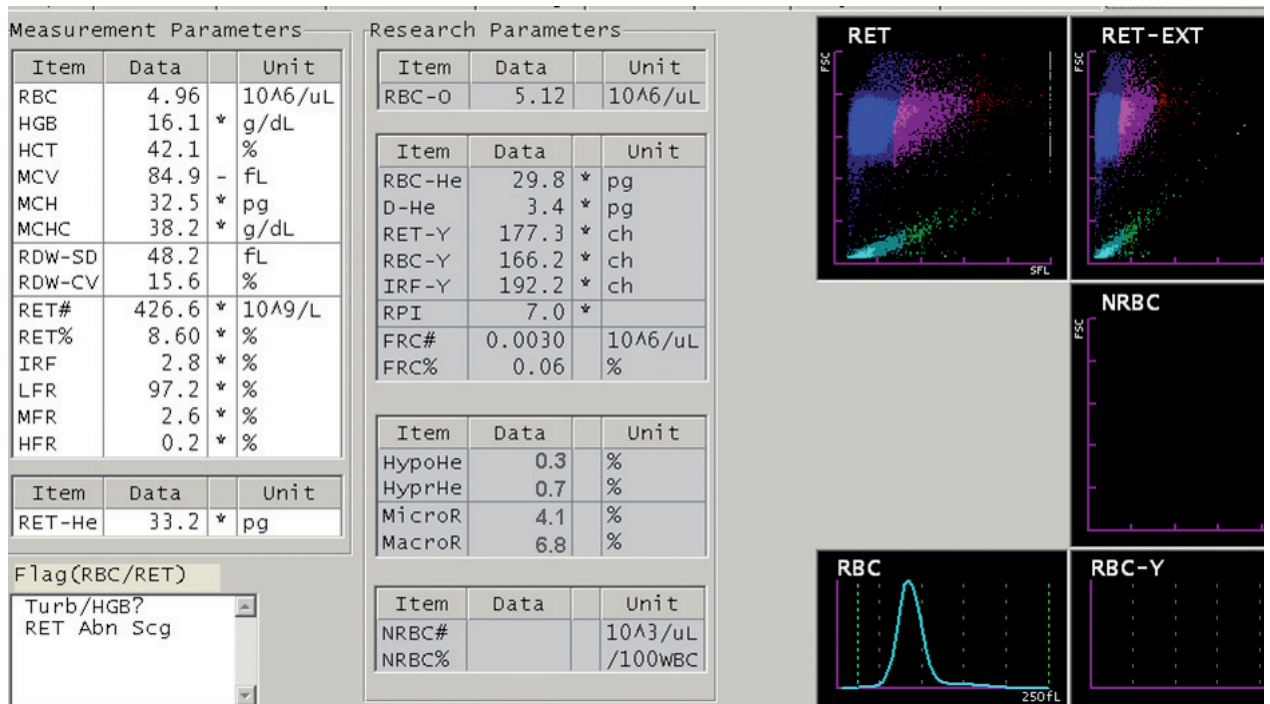 Measurement Parameters
Item Data Unit
RBC 4.96 10^6/uL
HGB 16.1 * g/dL
HCT 42.1 %
MCV 84.9 - fL
MCH 32.5 * pg
MCHC 38.2 * g/dL
RDW-SD 48.2 fL
RDW-CV 15.6 %
RET# 426.6 * 10^9/L
RET% 8.60 * %
IRF 2.8 * %
LFR 97.2 * %
MFR 2.6 * %
HFR 0.2 * %
Item Data Unit
RET-He 33.2 * pg
Flag(RBC/RET)
Turb/HGB?
RET Abn Scg
Research Parameters
Item Data Unit
RBC-O 5.12 10^6/uL
Item Data Unit
RBC-He 29.8 * pg
D-He 3.4 * pg
RET-Y 177.3 * ch
RBC-Y 166.2 * ch
IRF-Y 192.2 * ch
RPI 7.0 *
FRC# 0.0030 10^6/uL
FRC% 0.06 %
Item Data Unit
HypoHe 0.3 %
HyprHe 0.7 %
MicroR 4.1 %
MacroR 6.8 %
Item Data Unit
NRBC# 10^3/uL
NRBC% /100WBC
RET
FSC
SFL
RET-EXT
FSC
NRBC
FSC
RBC
250fL
RBC-Y